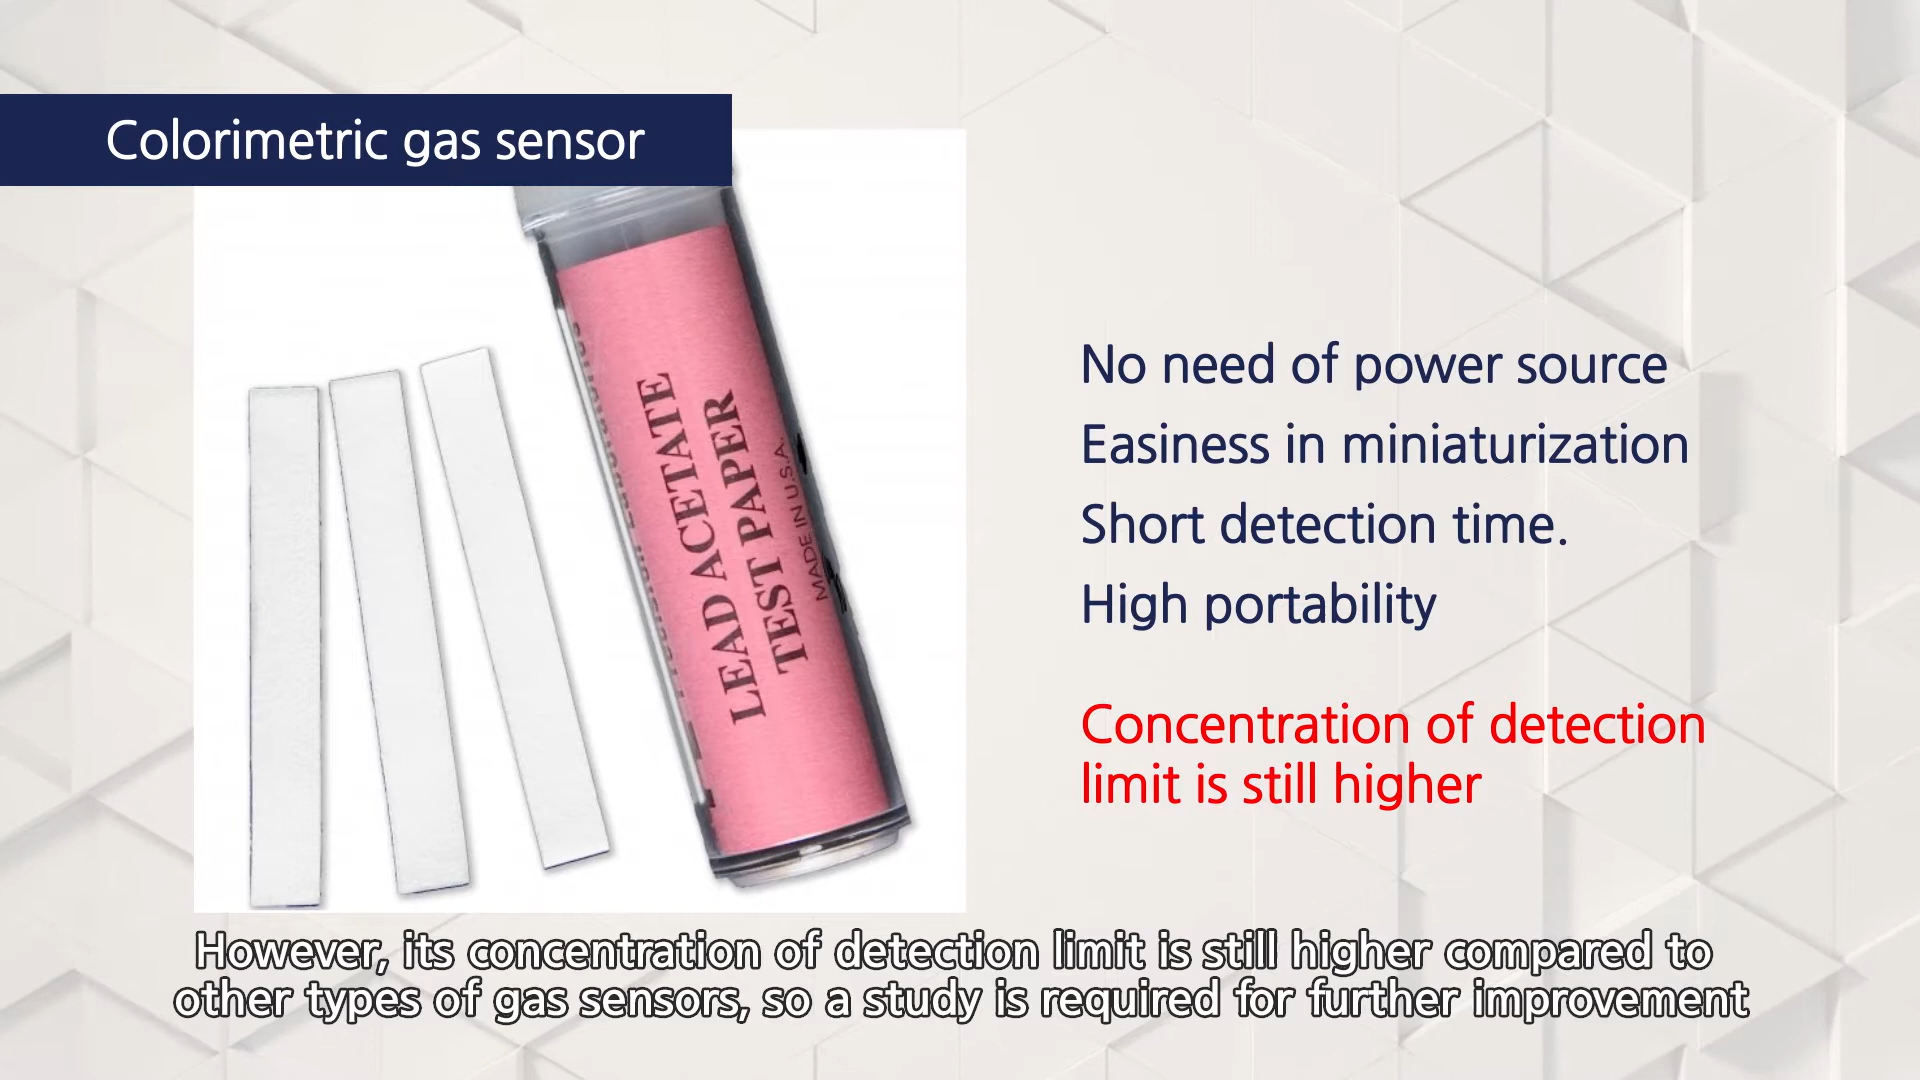 Colorimetric gas sensor
LEAD ACETATE
TEST PAPER
MADE IN U.S.A.
No need of power source
Easiness in miniaturization
Short detection time.
High portability
Concentration of detection
limit is still higher
However, its concentration of detection limit is still higher compared to
other types of gas sensors, so a study is required for further improvement